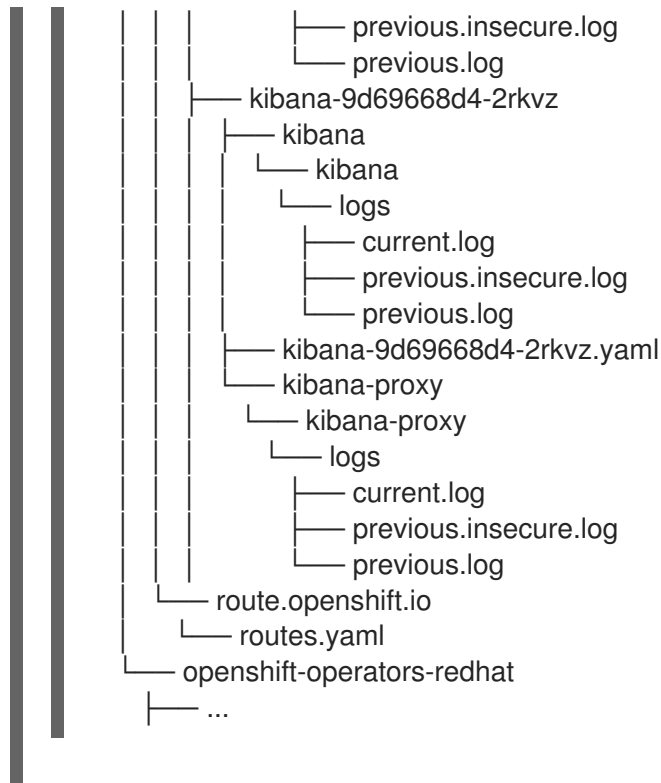 │ │ │ ├── previous.insecure.log
│ │ │ └── previous.log
│ │ ├── kibana-9d69668d4-2rkvz
│ │ │ ├── kibana
│ │ │ │ └── kibana
│ │ │ │ └── logs
│ │ │ │ ├── current.log
│ │ │ │ ├── previous.insecure.log
│ │ │ │ └── previous.log
│ │ │ ├── kibana-9d69668d4-2rkvz.yaml
│ │ │ └── kibana-proxy
│ │ │ └── kibana-proxy
│ │ │ └── logs
│ │ │ ├── current.log
│ │ │ ├── previous.insecure.log
│ │ │ └── previous.log
│ └── route.openshift.io
│ └── routes.yaml
└── openshift-operators-redhat
├── ...